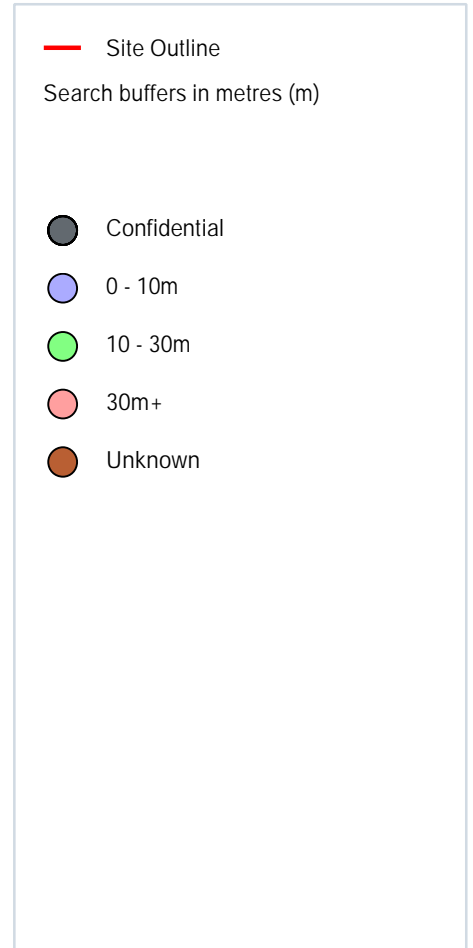 Site Outline
Search buffers in metres (m)
Confidential
0 - 10m
10 - 30m
30m+
Unknown